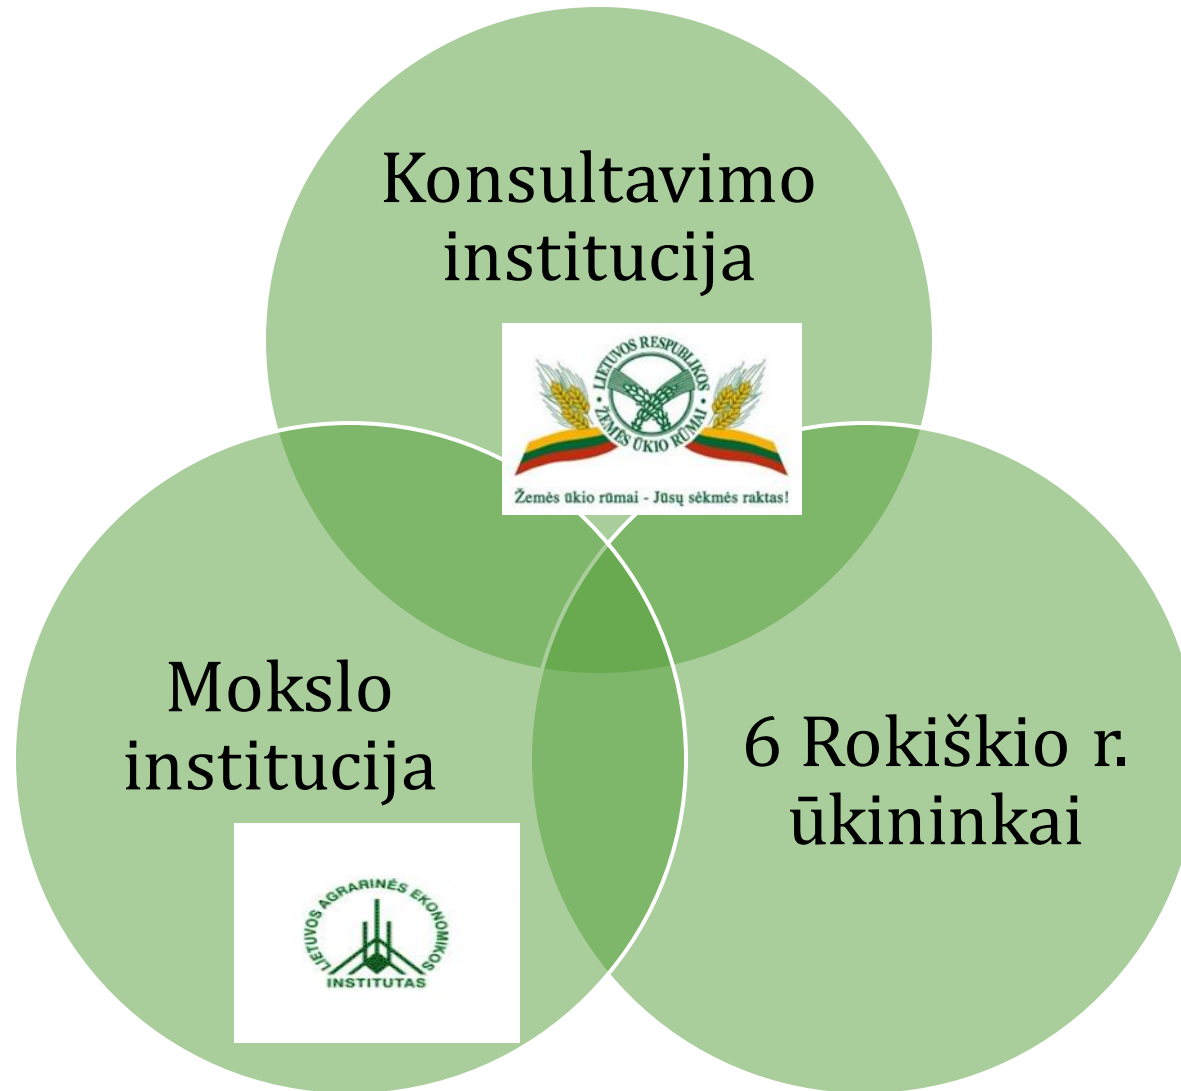 Konsultavimo
institucija
LIETUVOS RESPUBLIKOS
ŽEMĖS ŪKIO RŪMAI
Žemės ūkio rūmai - Jūsų sėkmės raktas!
Mokslo
institucija
LIETUVOS AGRARINĖS EKONOMIKOS
INSTITUTAS
6 Rokiškio r.
ūkininkai